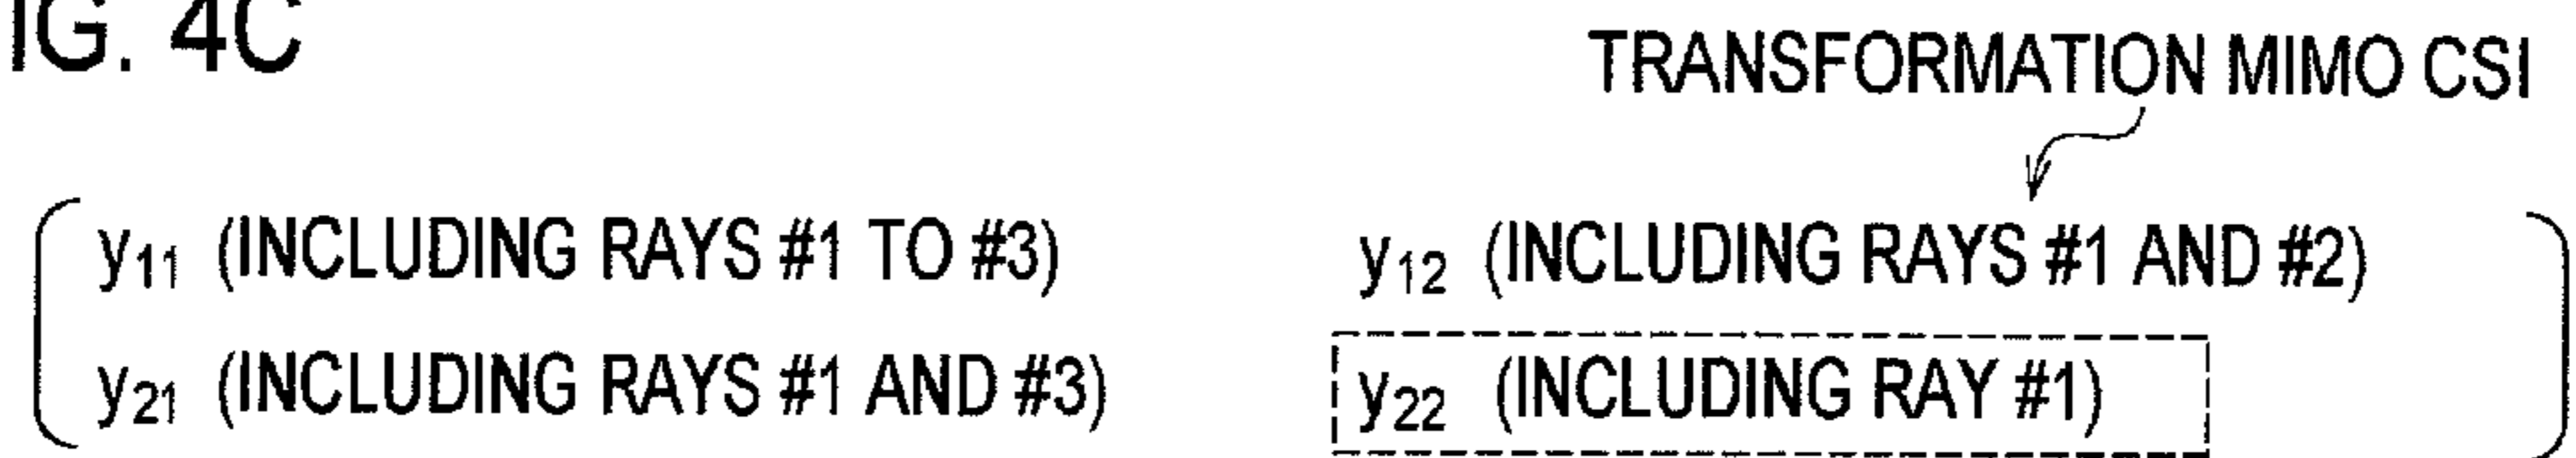 IG. 4C
TRANSFORMATION MIMO CSI
y11 (INCLUDING RAYS #1 TO #3) y12 (INCLUDING RAYS #1 AND #2)
y21 (INCLUDING RAYS #1 AND #3) y22 (INCLUDING RAY #1)